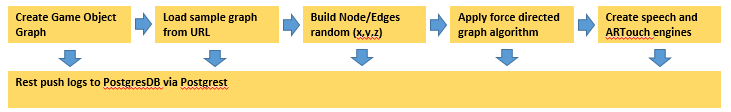 Create Game Object
Graph
Load sample graph
from URL
Build Node/Edges
random (x,y,z)
Apply force directed
graph algorithm
Create speech and
ARTouch engines
Rest push logs to PostgresDB via Postgrest